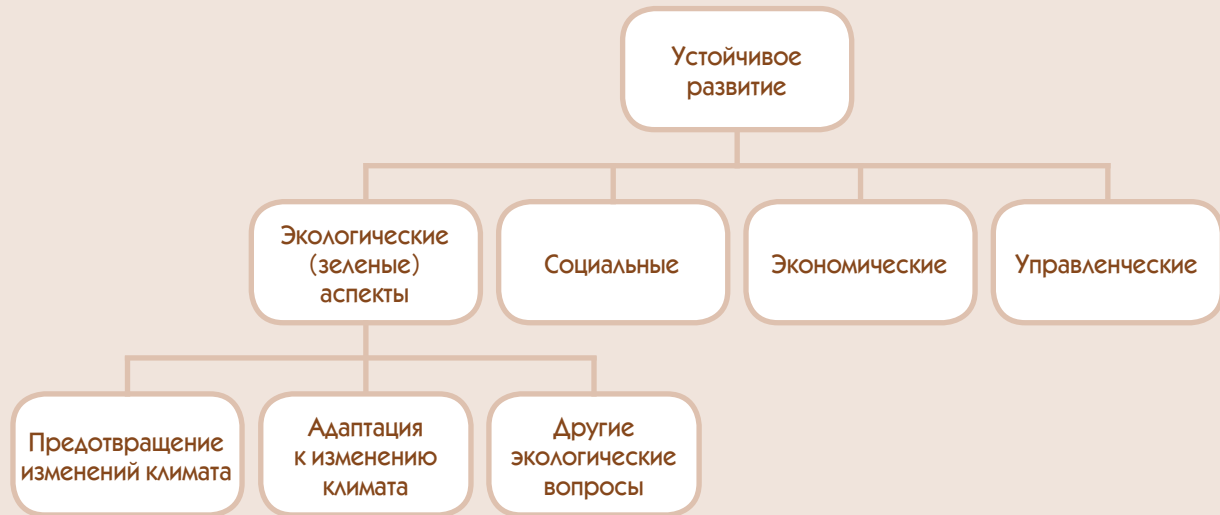 Устойчивое
развитие
Экологические
(зеленые)
аспекты
Социальные
Экономические
Управленческие
Предотвращение
изменений климата
Адаптация
к изменению
климата
Другие
экологические
вопросы